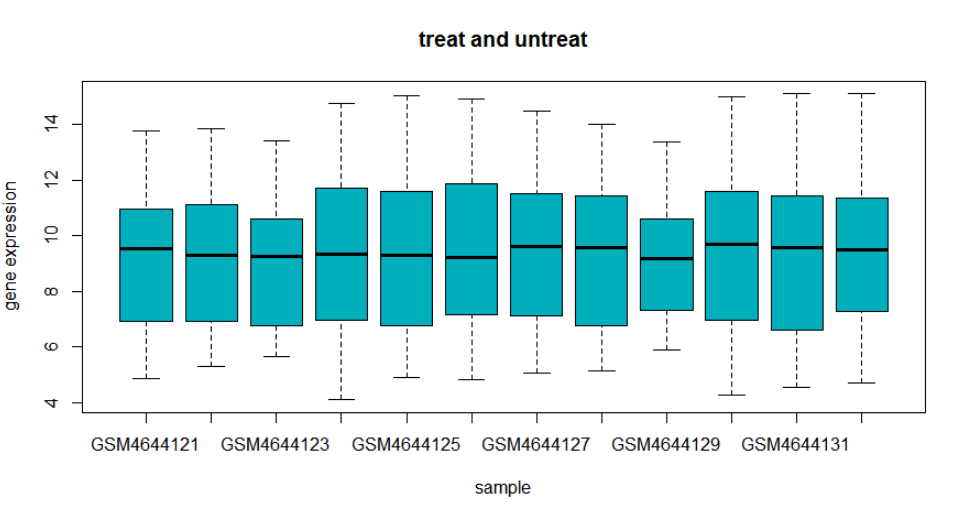 treat and untreat
14
12
10
8
6
4
gene expression
GSM4644121 GSM4644123 GSM4644125 GSM4644127 GSM4644129 GSM4644131
sample